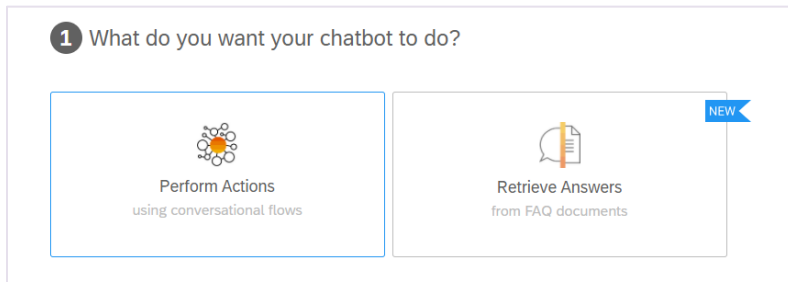 1 What do you want your chatbot to do?
NEW
Perform Actions
using conversational flows
Retrieve Answers
from FAQ documents